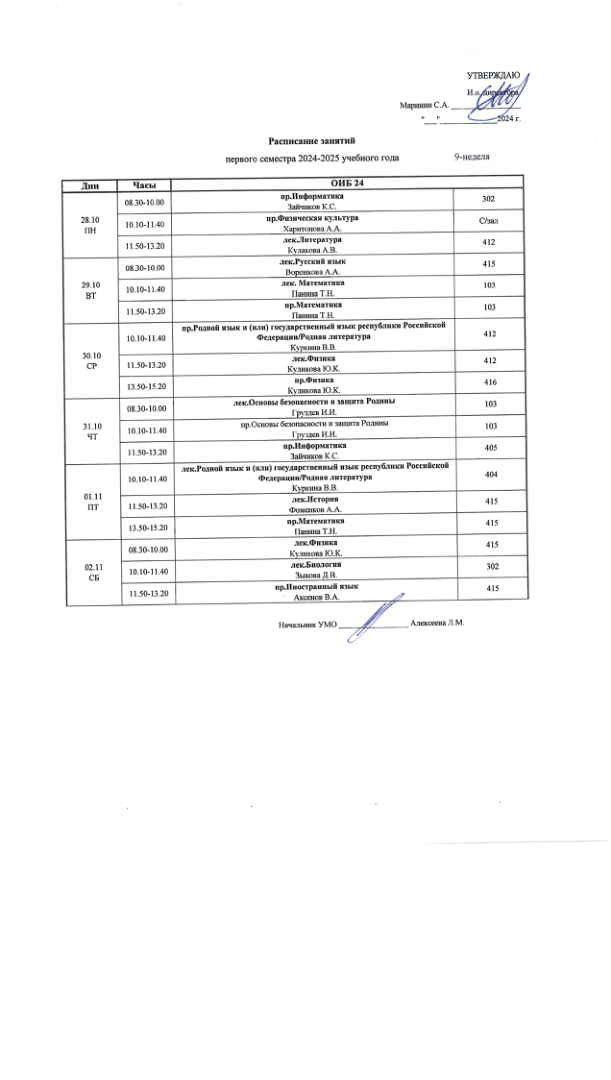 УТВЕРЖДАЮ
И.о. директора
Маринин С.А. ________________
"___"______________2024 г.
Расписание занятий
первого семестра 2024-2025 учебного года 9-неделя
Дни Часы ОИБ 24
28.10
ПН
08.30-10.00 пр.Информатика 302
Зайчиков К.С.
10.10-11.40 пр.Физическая культура С/зал
Харитонова А.А.
11.50-13.20 лек.Литература 412
Кулакова А.В.
29.10
ВТ
08.30-10.00 лек.Русский язык 415
Воронкова А.А.
10.10-11.40 лек. Математика 103
Панина Т.Н.
11.50-13.20 пр.Математика 103
Панина Т.Н.
30.10
СР
10.10-11.40 пр.Родной язык и (или) государственный язык республики Российской 412
Федерации/Родная литература
Куркина В.В.
11.50-13.20 лек.Физика 412
Куликова Ю.К.
13.50-15.20 пр.Физика 416
Куликова Ю.К.
31.10
ЧТ
08.30-10.00 лек.Основы безопасности и защита Родины 103
Груздев И.И.
10.10-11.40 пр.Основы безопасности и защита Родины 103
Груздев И.И.
11.50-13.20 пр.Информатика 405
Зайчиков К.С.
01.11
ПТ
10.10-11.40 лек.Родной язык и (или) государственный язык республики Российской 404
Федерации/Родная литература
Куркина В.В.
11.50-13.20 лек.История 415
Фоменков А.А.
13.50-15.20 пр.Математика 415
Панина Т.Н.
02.11
СБ
08.30-10.00 лек.Физика 415
Куликова Ю.К.
10.10-11.40 лек.Биология 302
Зыкова Д.В.
11.50-13.20 пр.Иностранный язык 415
Аксенов В.А.
Начальник УМО ________________ Алексеева Л.М.